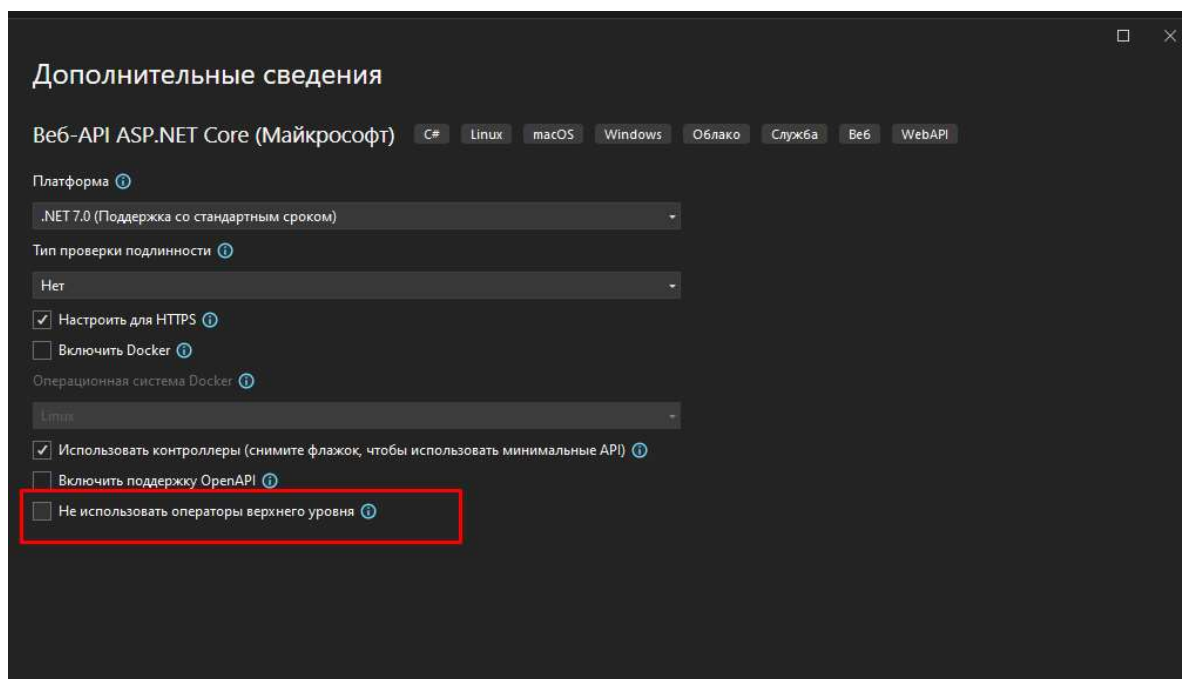 Дополнительные сведения
Веб-API ASP.NET Core (Майкрософт) C# Linux macOS Windows Облако Служба Веб WebAPI
Платформа
.NET 7.0 (Поддержка со стандартным сроком)
Тип проверки подлинности
Нет
Настроить для HTTPS
Включить Docker
Операционная система Docker
Linux
Использовать контроллеры (снимите флажок, чтобы использовать минимальные API)
Включить поддержку OpenAPI
Не использовать операторы верхнего уровня